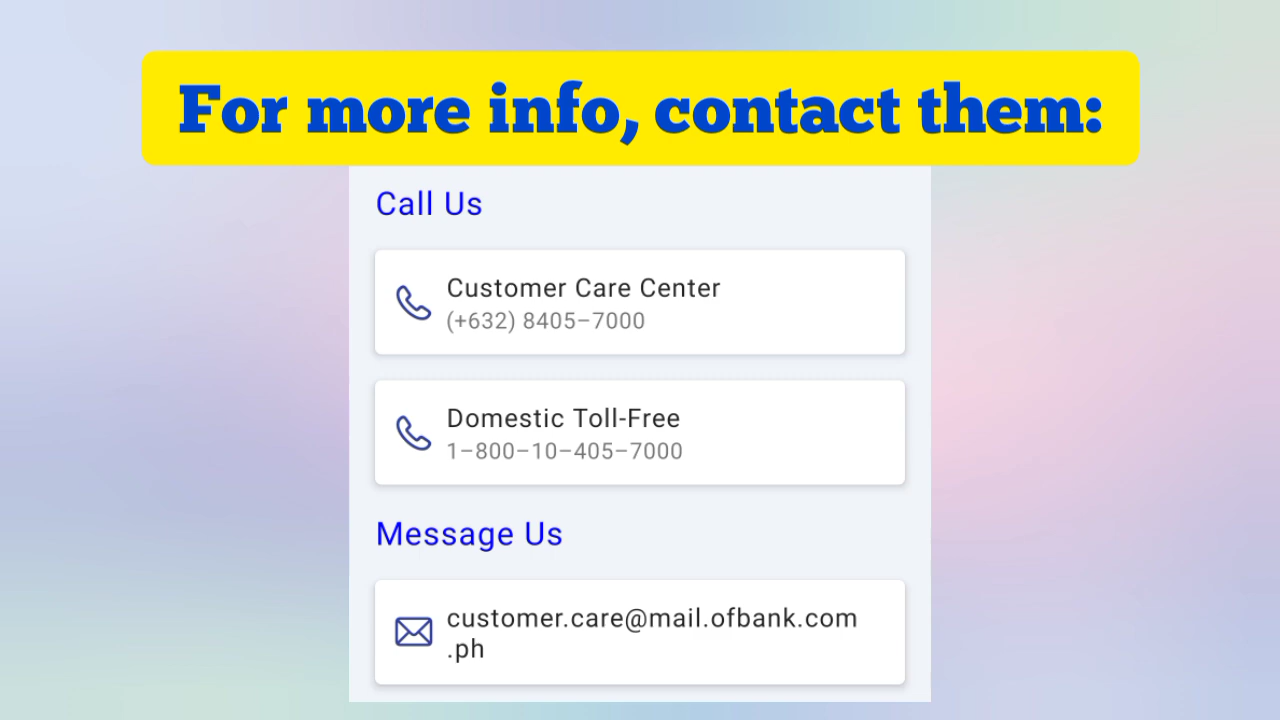 For more info, contact them:
Call Us
Customer Care Center
(+632) 8405–7000
Domestic Toll-Free
1–800–10–405–7000
Message Us
customer.care@mail.ofbank.com
.ph